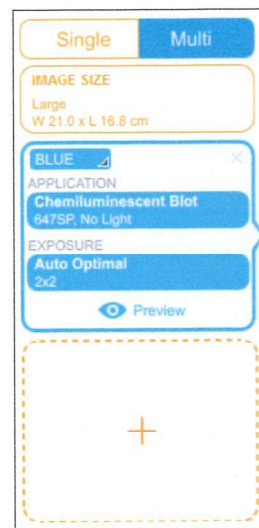 Single Multi
IMAGE SIZE
Large
W 21.0 x L 16.8 cm
BLUE
APPLICATION
Chemiluminescent Blot
647SP, No Light
EXPOSURE
Auto Optimal
2x2
Preview